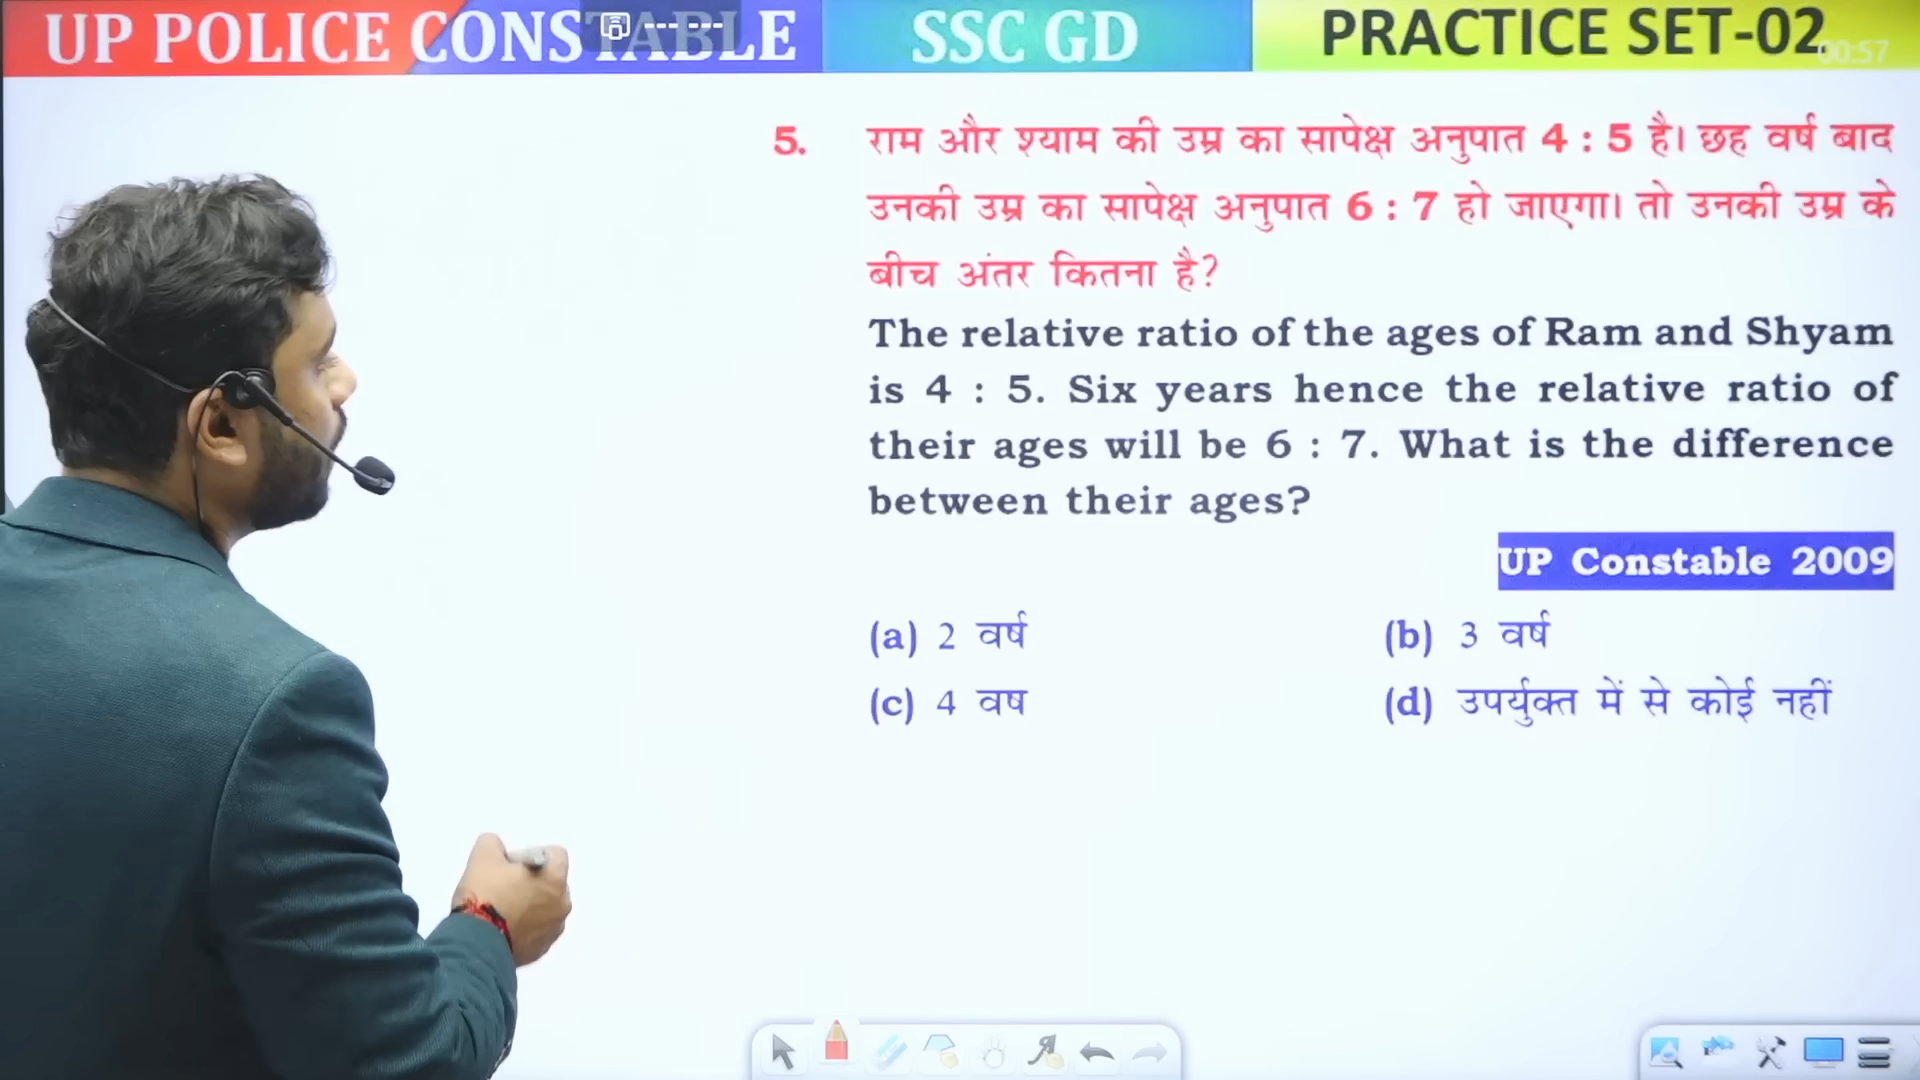 UP POLICE CONSTABLE SSC GD PRACTICE SET-02
00:57
5. राम और श्याम की उम्र का सापेक्ष अनुपात 4 : 5 है। छह वर्ष बाद
उनकी उम्र का सापेक्ष अनुपात 6 : 7 हो जाएगा। तो उनकी उम्र के
बीच अंतर कितना है?
The relative ratio of the ages of Ram and Shyam
is 4 : 5. Six years hence the relative ratio of
their ages will be 6 : 7. What is the difference
between their ages?
UP Constable 2009
(a) 2 वर्ष (b) 3 वर्ष
(c) 4 वष (d) उपर्युक्त में से कोई नहीं